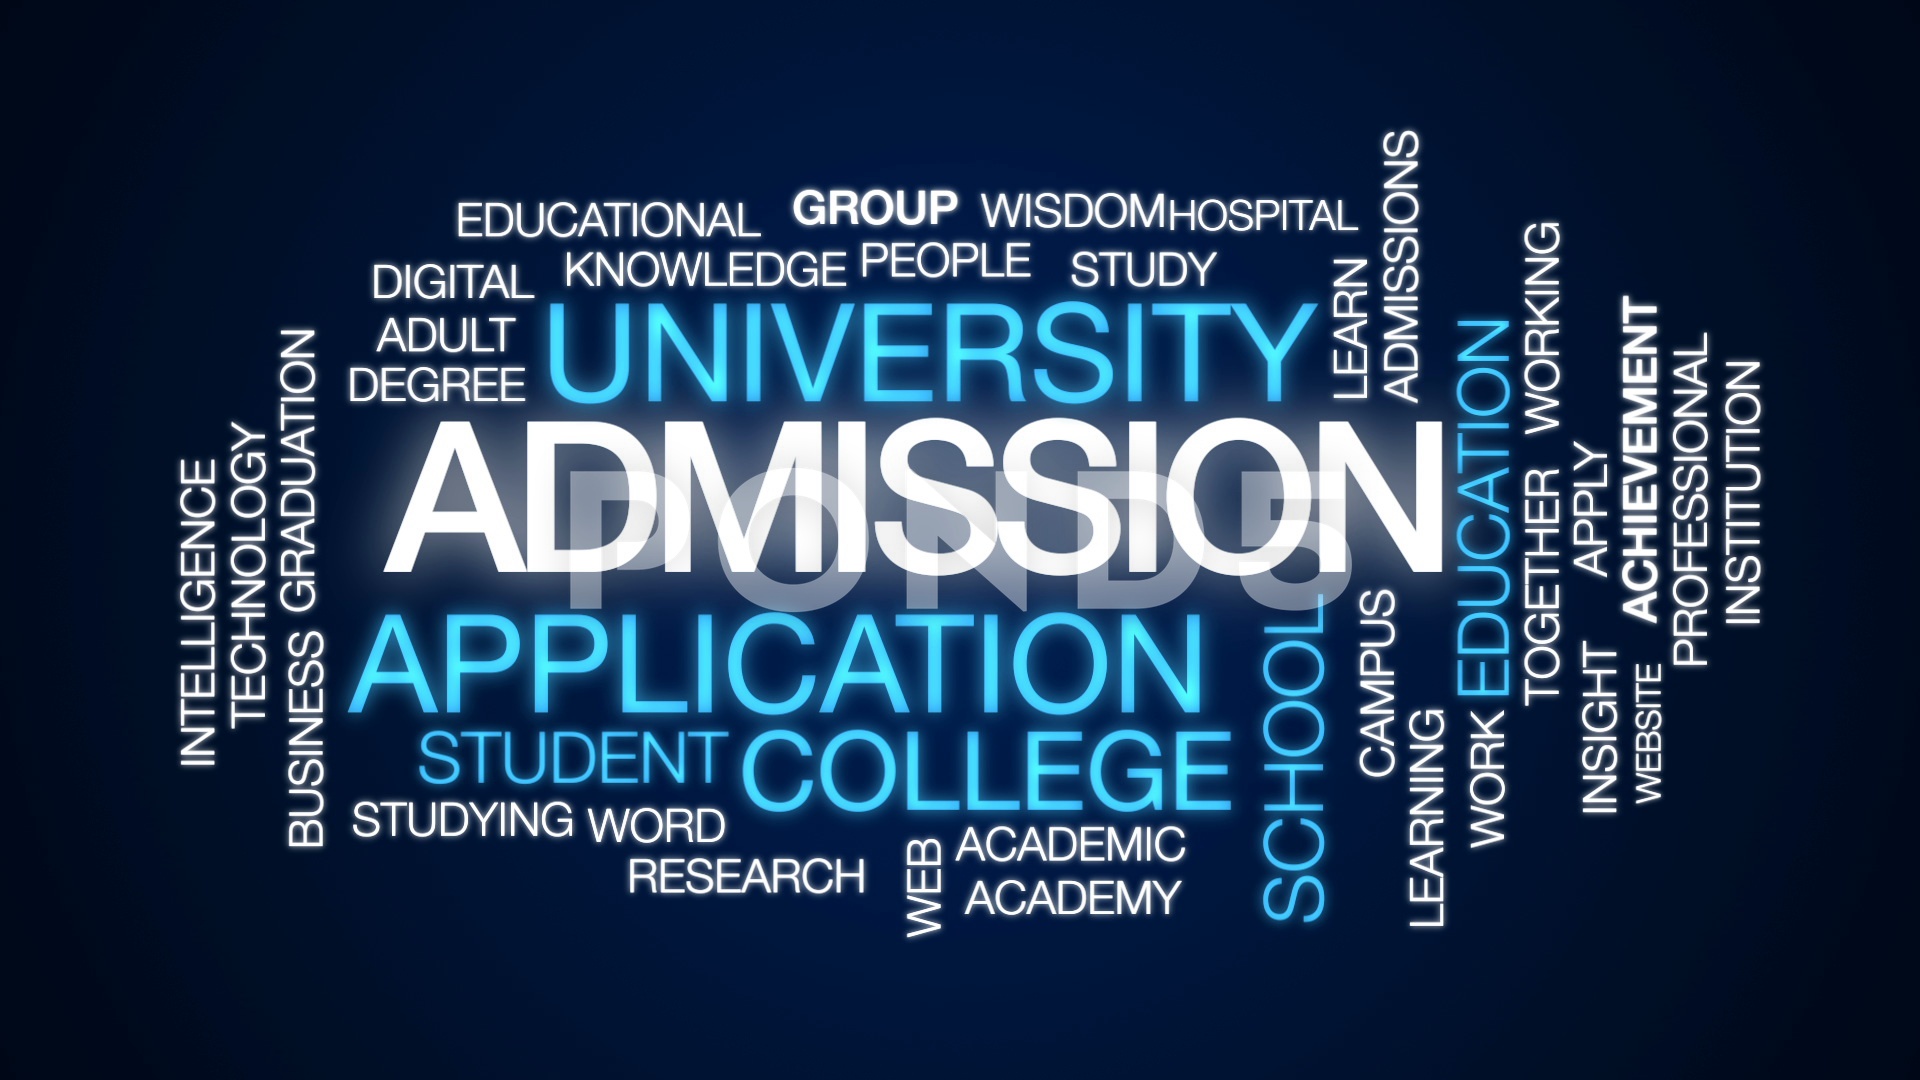 EDUCATIONAL GROUP WISDOM HOSPITAL
DIGITAL KNOWLEDGE PEOPLE STUDY
ADULT
DEGREE
UNIVERSITY
LEARN
ADMISSIONS
ADMISSION
POND5
APPLICATION
STUDENT COLLEGE
STUDYING WORD
RESEARCH
WEB
ACADEMIC
ACADEMY
INTELLIGENCE
TECHNOLOGY
GRADUATION
BUSINESS
SCHOOL
CAMPUS
LEARNING
EDUCATION
WORK
WORKING
TOGETHER
APPLY
INSIGHT
ACHIEVEMENT
WEBSITE
PROFESSIONAL
INSTITUTION